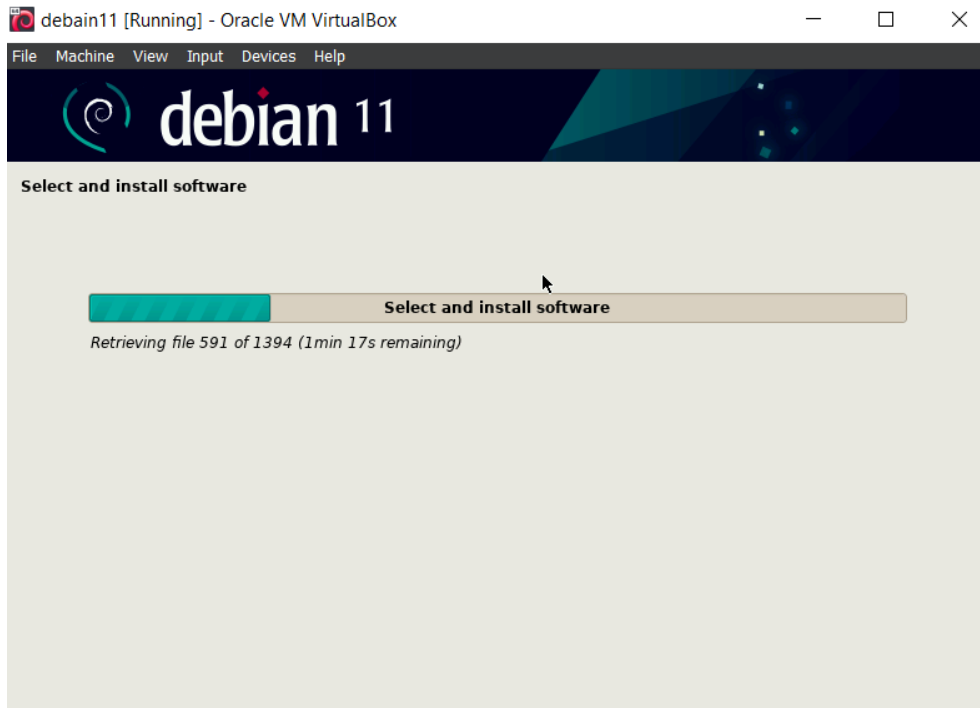 debain11 [Running] - Oracle VM VirtualBox
File Machine View Input Devices Help
debian 11
Select and install software
Select and install software
Retrieving file 591 of 1394 (1min 17s remaining)